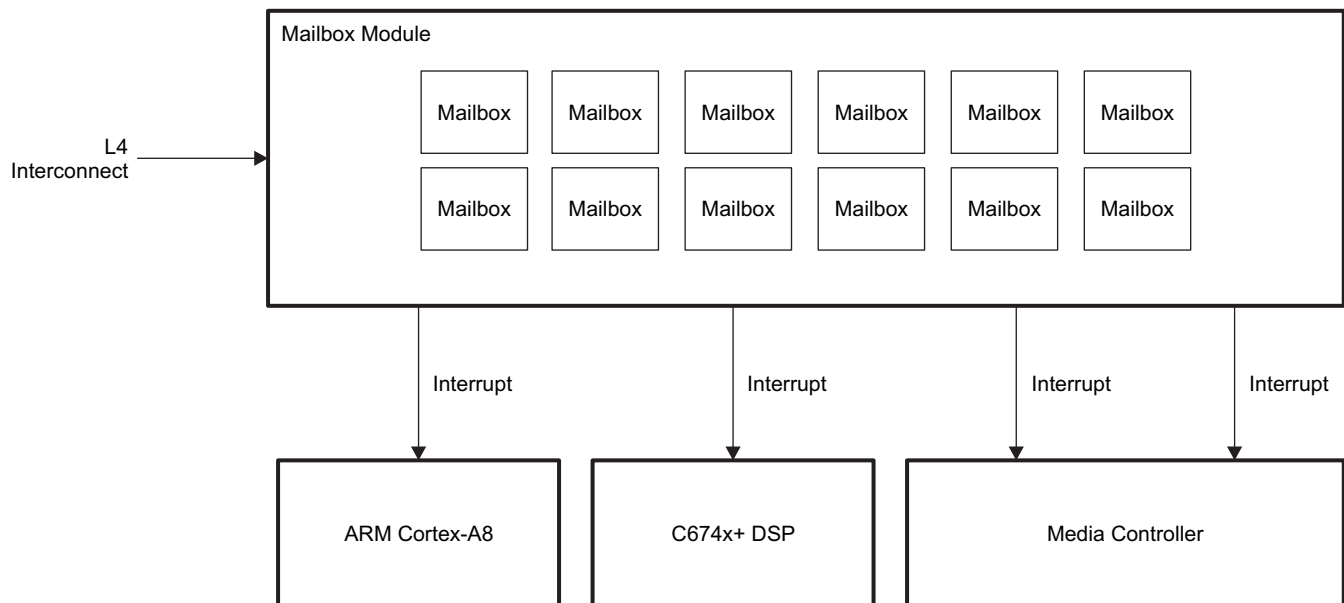 Mailbox Module
Mailbox Mailbox Mailbox Mailbox Mailbox Mailbox
L4
Interconnect
Mailbox Mailbox Mailbox Mailbox Mailbox Mailbox
Interrupt Interrupt Interrupt Interrupt
ARM Cortex-A8 C674x+ DSP Media Controller